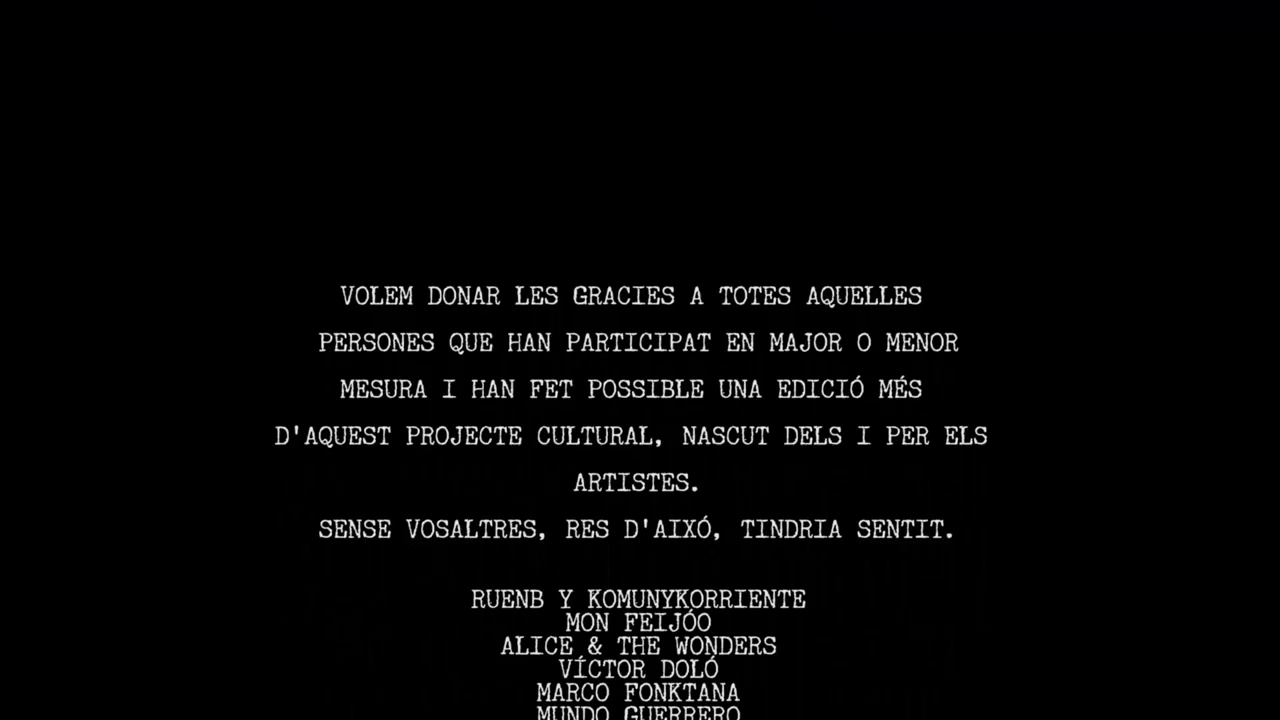 VOLEM DONAR LES GRACIES A TOTES AQUELLES
PERSONES QUE HAN PARTICIPAT EN MAJOR O MENOR
MESURA I HAN FET POSSIBLE UNA EDICIÓ MÉS
D'AQUEST PROJECTE CULTURAL, NASCUT DELS I PER ELS
ARTISTES.
SENSE VOSALTRES, RES D'AIXÓ, TINDRIA SENTIT.
RUENB Y KOMUNYKORRIENTE
MON FEIJÓO
ALICE & THE WONDERS
VÍCTOR DOLÓ
MARCO FONKTANA
MUNDO GUERRERO